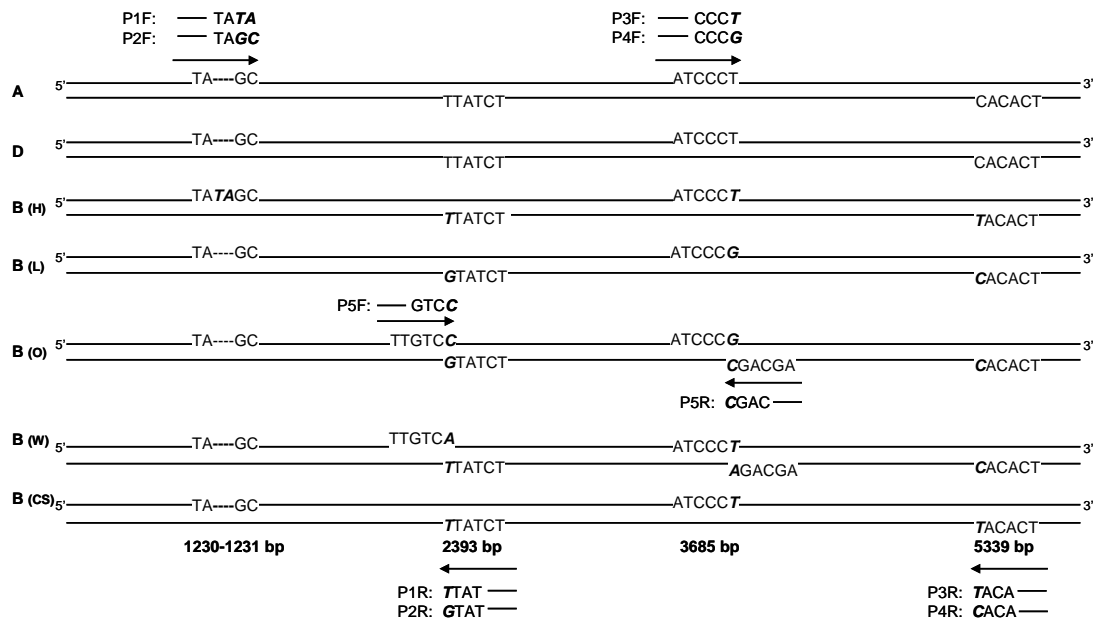 P1F: TATA P3F: CCCT
P2F: TAGC P4F: CCCG
A 5’ TA----GC ATCCCT 3’
TTATCT CACACT
D 5’ TA----GC ATCCCT 3’
TTATCT CACACT
B (H) 5’ TATAGC ATCCCT 3’
TTATCT TACACT
B (L) 5’ TA----GC ATCCCG 3’
GTATCT CACACT
P5F: GTCC
B (O) 5’ TA----GC TTGTCC ATCCCG 3’
GTATCT CGACGA CACACT
P5R: CGAC
B (W) 5’ TA----GC TTGTCA ATCCCT 3’
TTATCT AGACGA CACACT
B (CS) 5’ TA----GC ATCCCT 3’
TTATCT TACACT
1230-1231 bp 2393 bp 3685 bp 5339 bp
P1R: TTAT P3R: TACA
P2R: GTAT P4R: CACA